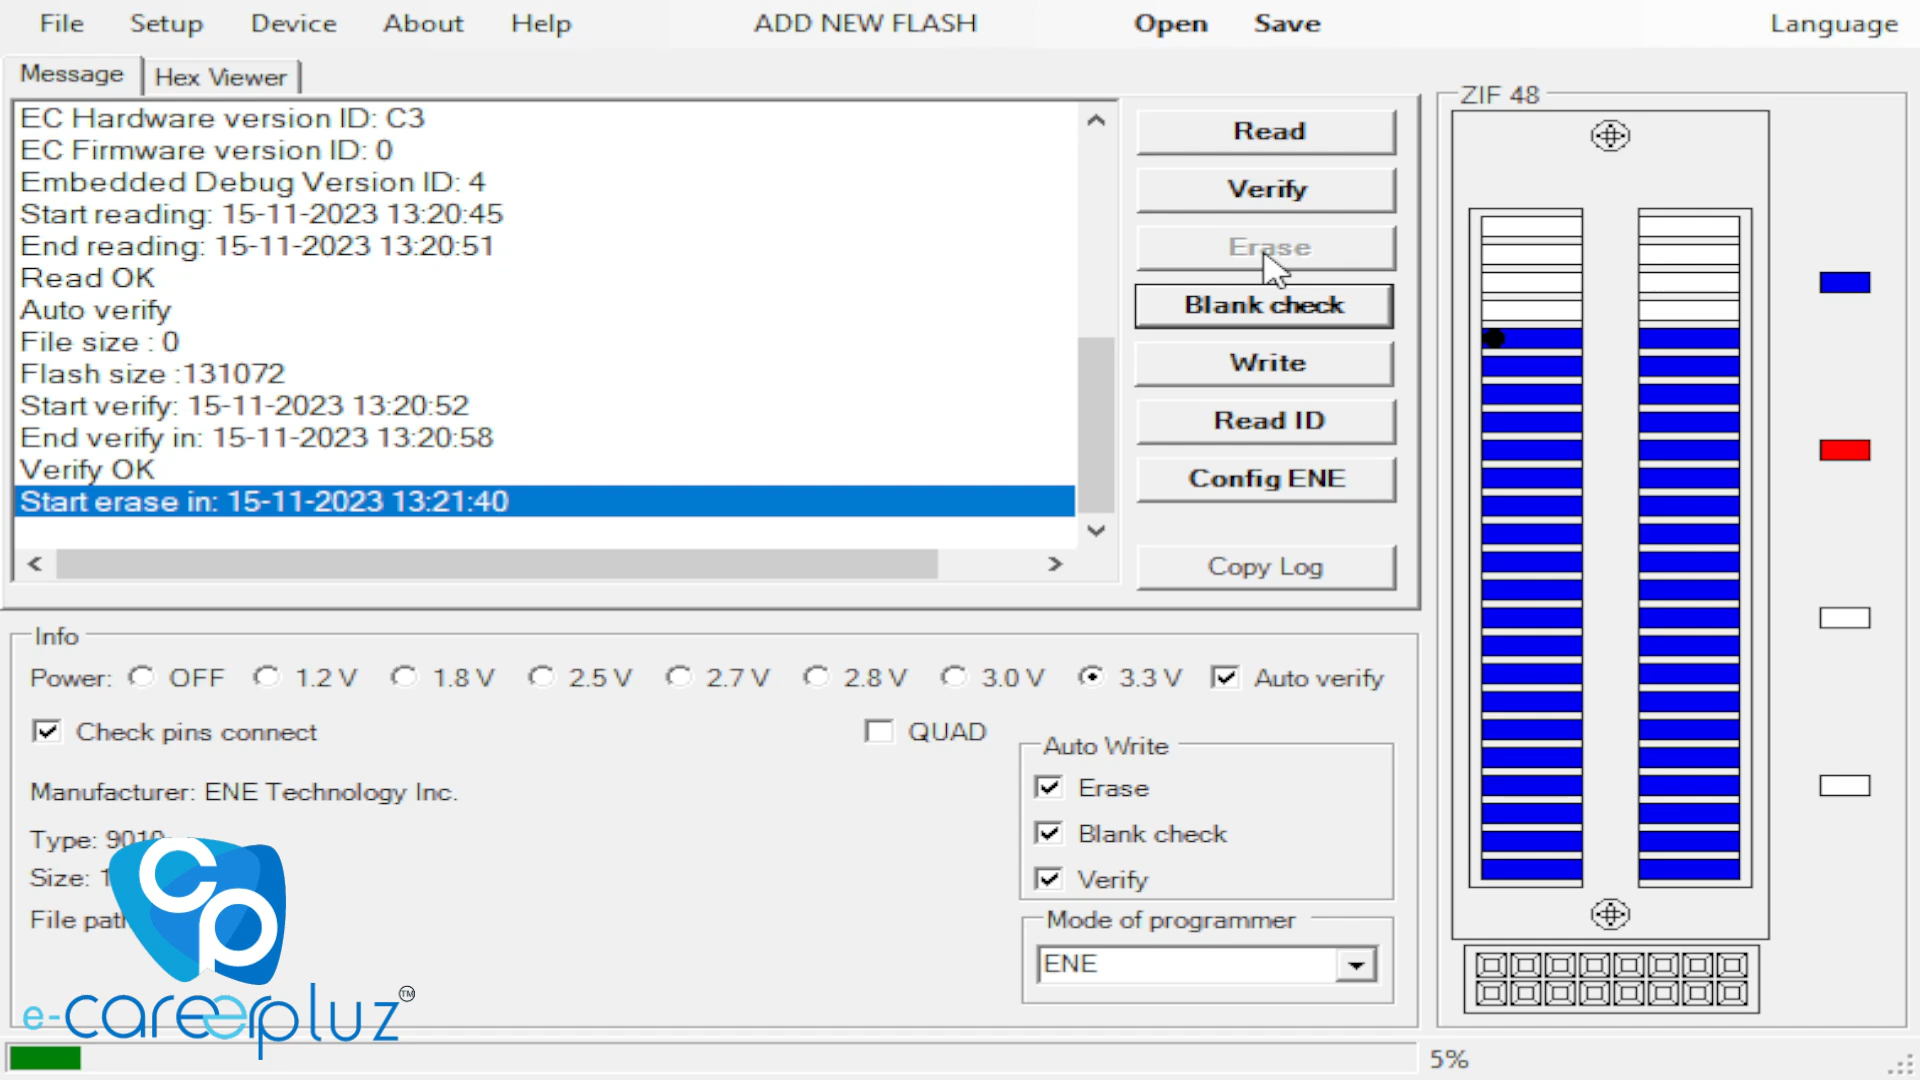 File Setup Device About Help ADD NEW FLASH Open Save Language
Message Hex Viewer
EC Hardware version ID: C3
EC Firmware version ID: 0
Embedded Debug Version ID: 4
Start reading: 15-11-2023 13:20:45
End reading: 15-11-2023 13:20:51
Read OK
Auto verify
File size : 0
Flash size :131072
Start verify: 15-11-2023 13:20:52
End verify in: 15-11-2023 13:20:58
Verify OK
Start erase in: 15-11-2023 13:21:40
Read
Verify
Erase
Blank check
Write
Read ID
Config ENE
Copy Log
ZIF 48
Info
Power: OFF 1.2 V 1.8 V 2.5 V 2.7 V 2.8 V 3.0 V 3.3 V Auto verify
Check pins connect QUAD
Manufacturer: ENE Technology Inc.
Type:
Size:
File path
Auto Write
Erase
Blank check
Verify
Mode of programmer
ENE
cp
e-careerpluz™
5%